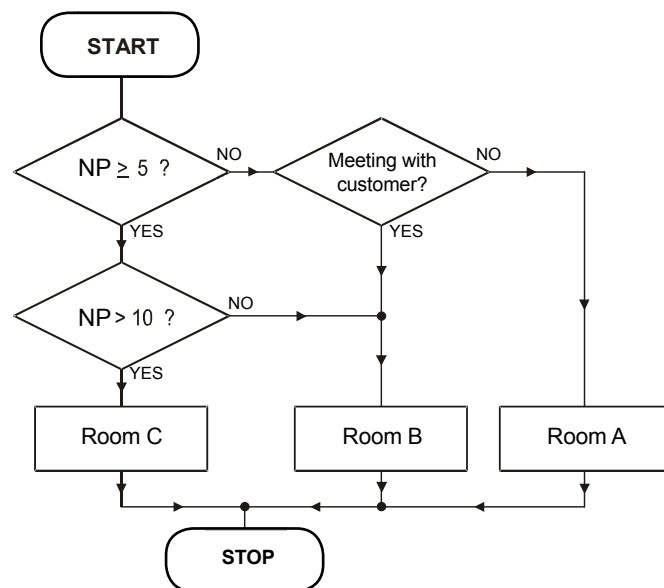 START
NP ≥ 5 ?
NO
Meeting with
customer?
NO
YES
YES
NP > 10 ?
NO
YES
Room C
Room B
Room A
STOP